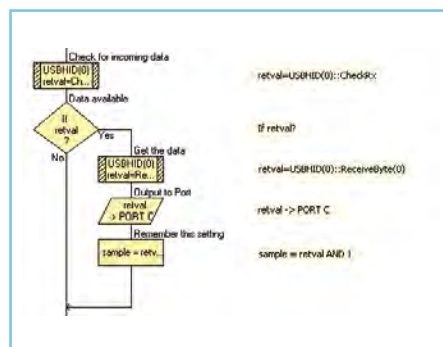 Check for incoming data
USBHID(0)
retval=Ch...
retval=USBHID(0)::CheckRx
Data available
If
retval
?
If retval?
Yes
No
Get the data
USBHID(0)
retval=Re...
retval=USBHID(0)::ReceiveByte(0)
Output to Port
retval
-> PORT C
retval -> PORT C
Remember this setting
sample = retv...
sample = retval AND 1